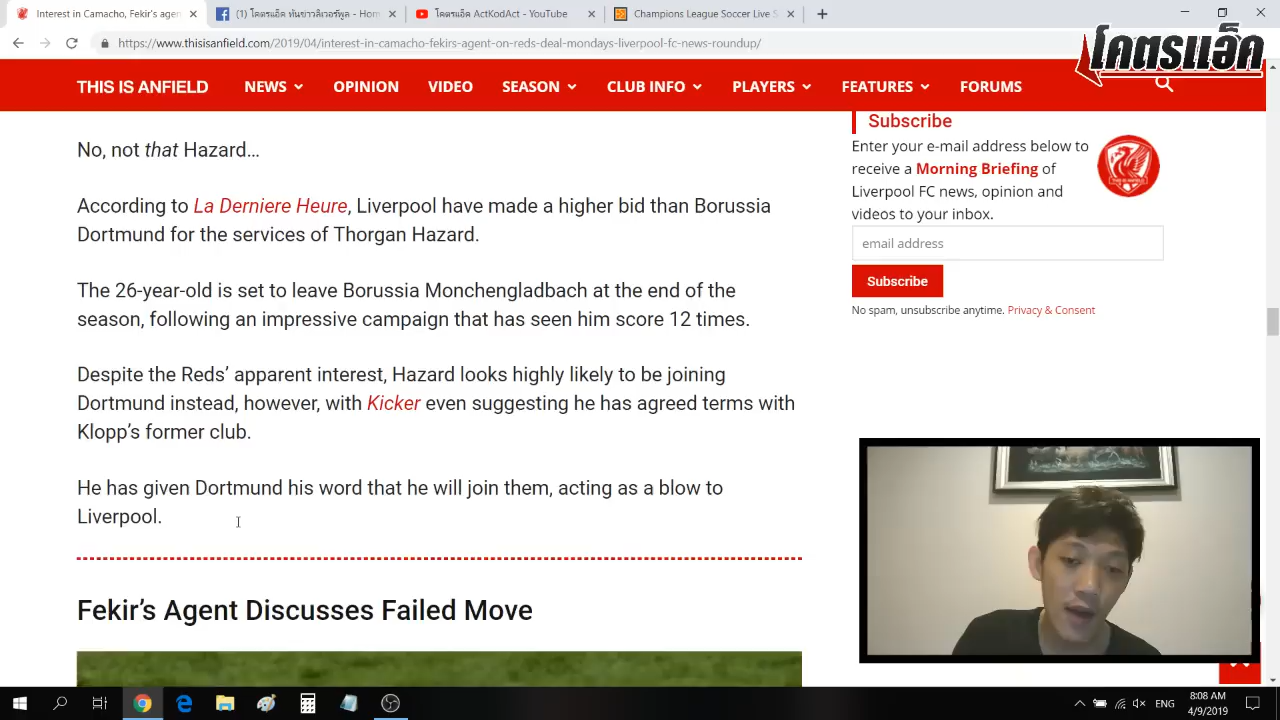 Interest in Camacho, Fekir's agen
(1) โคตรแอ็ค ทันข่าวลิเวอร์พูล - Hom
โคตรแอ็ค ActKodAct - YouTube
Champions League Soccer Live S
https://www.thisisanfield.com/2019/04/interest-in-camacho-fekirs-agent-on-reds-deal-mondays-liverpool-fc-news-roundup/
โคตรแอ็ค
THIS IS ANFIELD NEWS OPINION VIDEO SEASON CLUB INFO PLAYERS FEATURES FORUMS
No, not that Hazard…
According to La Derniere Heure, Liverpool have made a higher bid than Borussia
Dortmund for the services of Thorgan Hazard.
The 26-year-old is set to leave Borussia Monchengladbach at the end of the
season, following an impressive campaign that has seen him score 12 times.
Despite the Reds’ apparent interest, Hazard looks highly likely to be joining
Dortmund instead, however, with Kicker even suggesting he has agreed terms with
Klopp’s former club.
He has given Dortmund his word that he will join them, acting as a blow to
Liverpool.
Fekir’s Agent Discusses Failed Move
Subscribe
Enter your e-mail address below to
receive a Morning Briefing of
Liverpool FC news, opinion and
videos to your inbox.
email address
Subscribe
No spam, unsubscribe anytime. Privacy & Consent
ENG
8:08 AM
4/9/2019